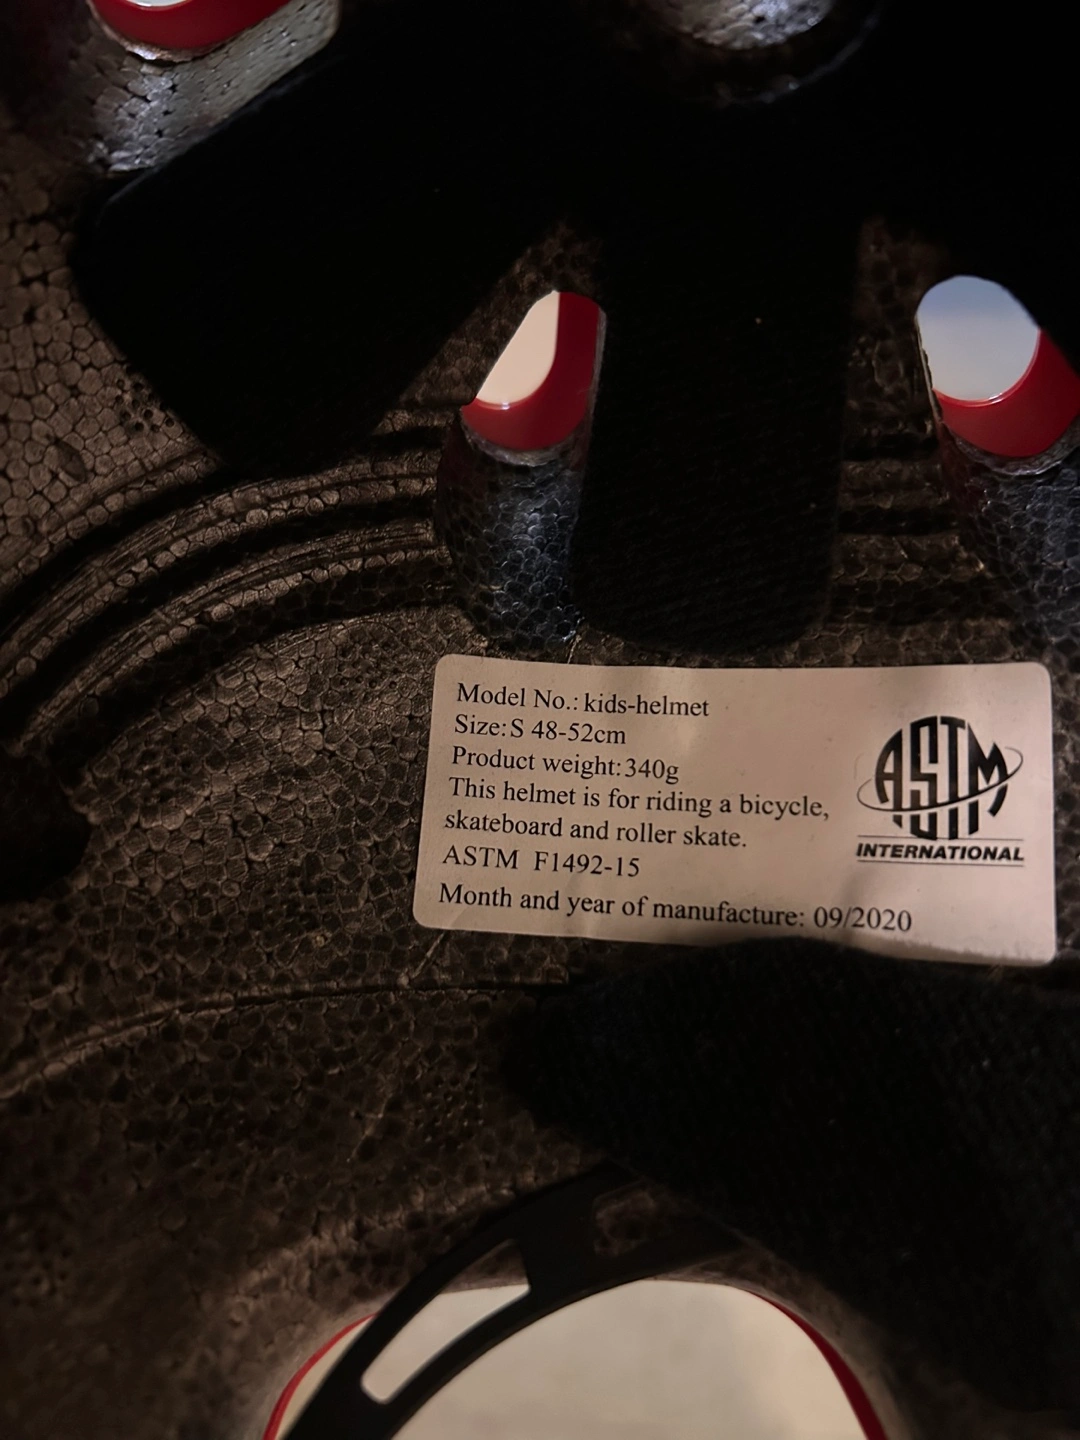 Model No.: kids-helmet
Size:S 48-52cm
Product weight:340g
This helmet is for riding a bicycle,
skateboard and roller skate.
ASTM F1492-15
Month and year of manufacture: 09/2020
ASTM
INTERNATIONAL